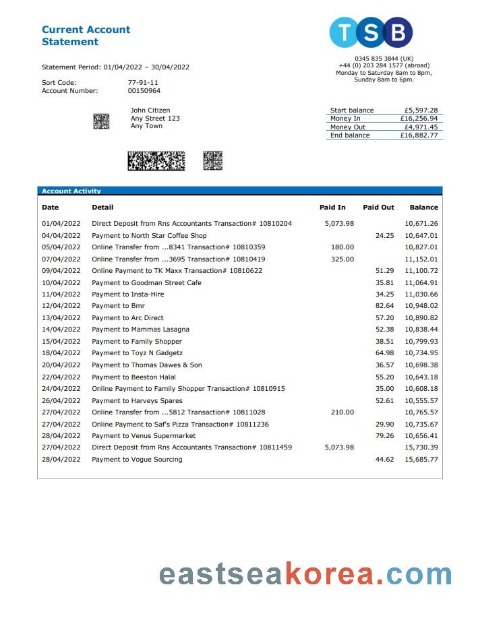 Current Account
Statement
TSB
0345 835 3844 (UK)
+44 (0) 203 284 1577 (abroad)
Monday to Saturday 8am to 8pm,
Sunday 8am to 6pm.
Statement Period: 01/04/2022 – 30/04/2022
Sort Code: 77-91-11
Account Number: 00150964
John Citizen
Any Street 123
Any Town
Start balance £5,597.28
Money In £16,256.94
Money Out £4,971.45
End balance £16,882.77
Account Activity
Date Detail Paid In Paid Out Balance
01/04/2022 Direct Deposit from Rns Accountants Transaction# 10810204 5,073.98 10,671.26
04/04/2022 Payment to North Star Coffee Shop 24.25 10,647.01
05/04/2022 Online Transfer from ...8341 Transaction# 10810359 180.00 10,827.01
07/04/2022 Online Transfer from ...3695 Transaction# 10810419 325.00 11,152.01
09/04/2022 Online Payment to TK Maxx Transaction# 10810622 51.29 11,100.72
10/04/2022 Payment to Goodman Street Cafe 35.81 11,064.91
11/04/2022 Payment to Insta-Hire 34.25 11,030.66
12/04/2022 Payment to Bmr 82.64 10,948.02
13/04/2022 Payment to Arc Direct 57.20 10,890.82
14/04/2022 Payment to Mammas Lasagna 52.38 10,838.44
15/04/2022 Payment to Family Shopper 38.51 10,799.93
18/04/2022 Payment to Toyz N Gadgetz 64.98 10,734.95
20/04/2022 Payment to Thomas Dawes & Son 36.57 10,698.38
22/04/2022 Payment to Beeston Halal 55.20 10,643.18
24/04/2022 Online Payment to Family Shopper Transaction# 10810915 35.00 10,608.18
26/04/2022 Payment to Harveys Spares 52.61 10,555.57
27/04/2022 Online Transfer from ...5812 Transaction# 10811028 210.00 10,765.57
27/04/2022 Online Payment to Saf's Pizza Transaction# 10811236 29.90 10,735.67
28/04/2022 Payment to Venus Supermarket 79.26 10,656.41
27/04/2022 Direct Deposit from Rns Accountants Transaction# 10811459 5,073.98 15,730.39
28/04/2022 Payment to Vogue Sourcing 44.62 15,685.77
eastseakorea.com